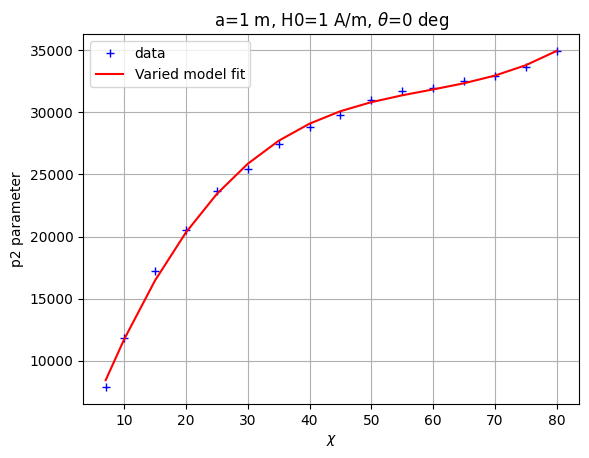 a=1 m, H0=1 A/m, θ=0 deg
data
Varied model fit
p2 parameter
35000
30000
25000
20000
15000
10000
10 20 30 40 50 60 70 80
χ